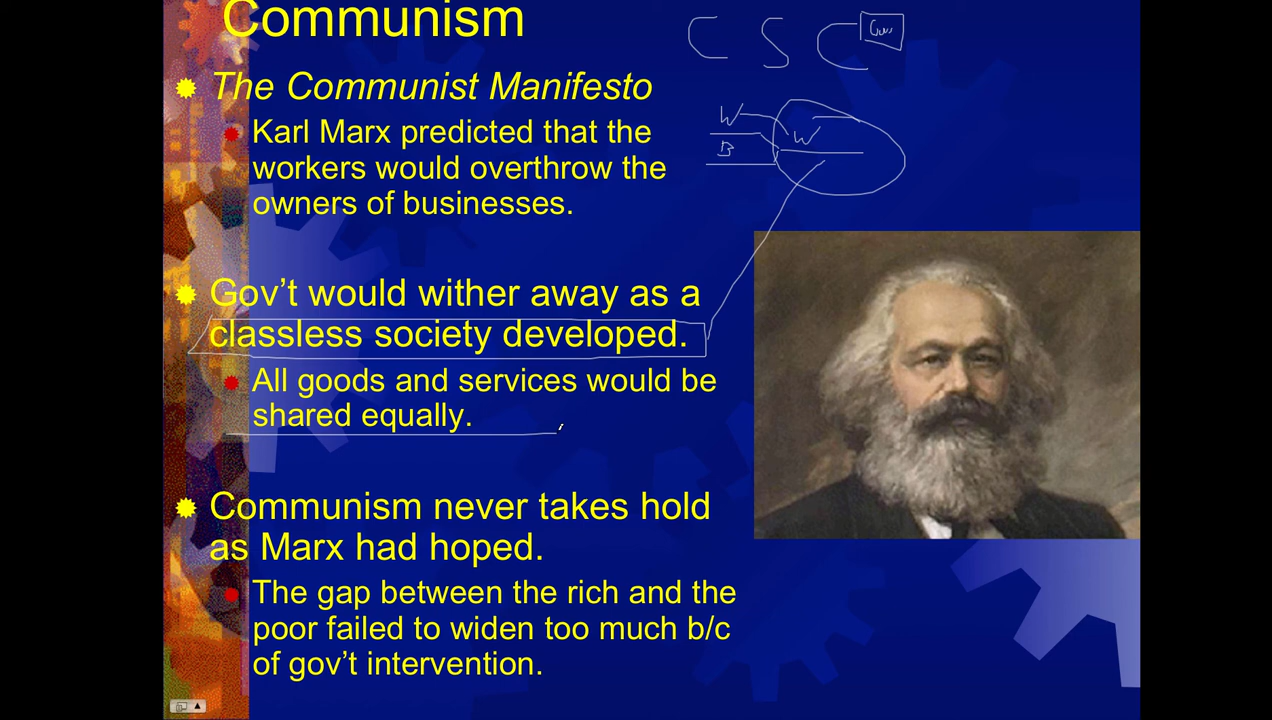 Communism
C S C Gov
The Communist Manifesto
W
W
B
Karl Marx predicted that the
workers would overthrow the
owners of businesses.
Gov’t would wither away as a
classless society developed.
All goods and services would be
shared equally.
Communism never takes hold
as Marx had hoped.
The gap between the rich and the
poor failed to widen too much b/c
of gov’t intervention.